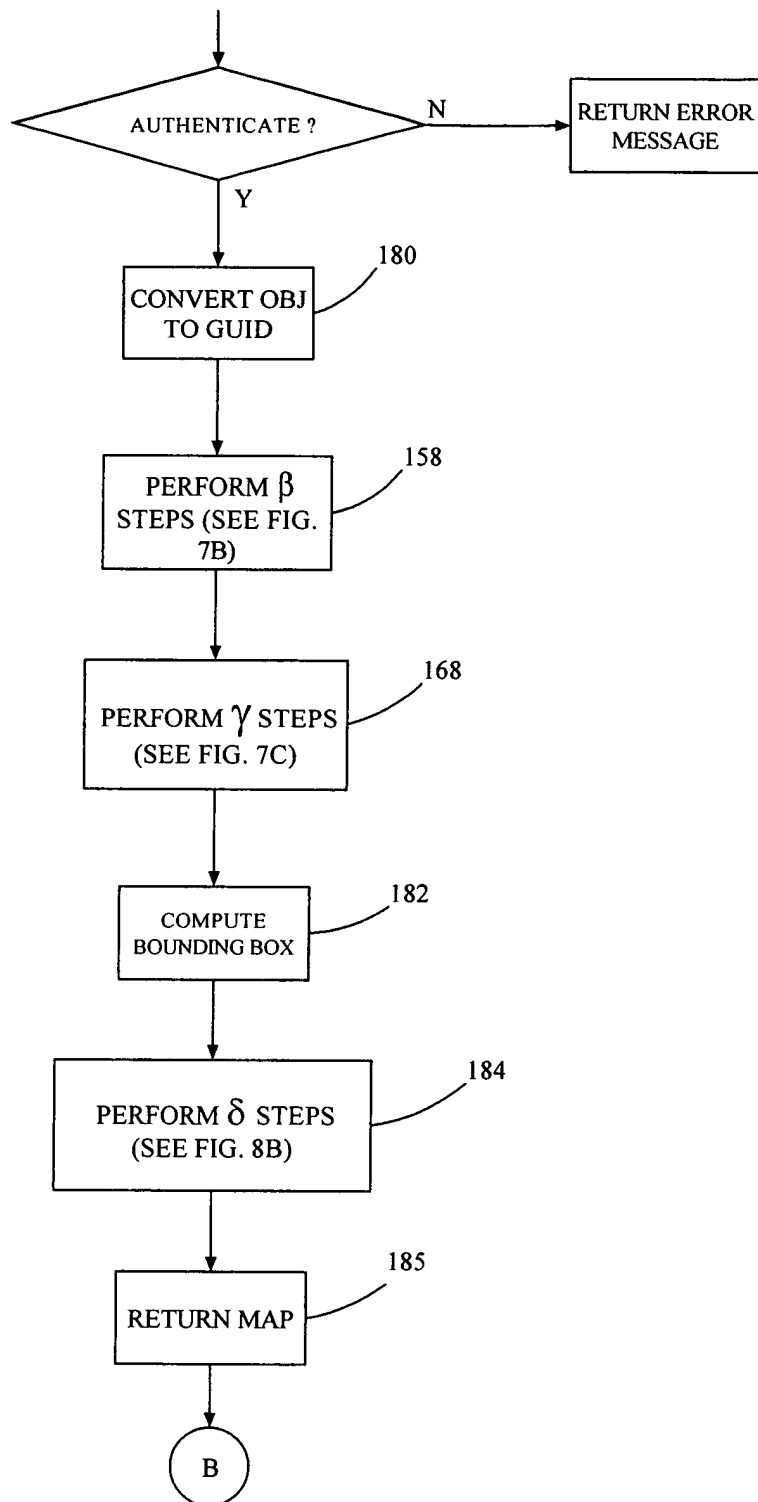 AUTHENTICATE ?
N
RETURN ERROR
MESSAGE
Y
180
CONVERT OBJ
TO GUID
158
PERFORM β
STEPS (SEE FIG.
7B)
168
PERFORM γ STEPS
(SEE FIG. 7C)
182
COMPUTE
BOUNDING BOX
184
PERFORM δ STEPS
(SEE FIG. 8B)
185
RETURN MAP
B